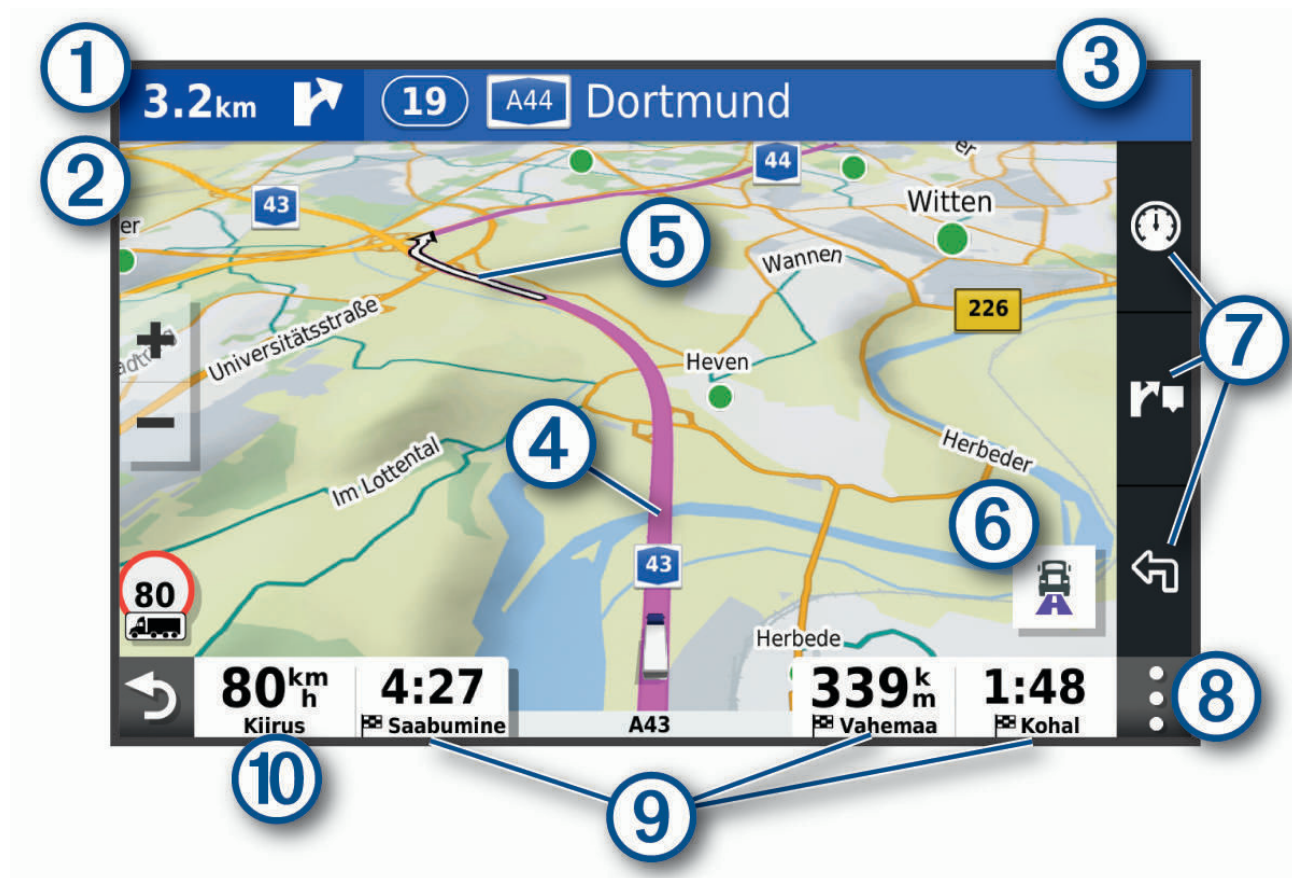 1
3.2km
19
A44
Dortmund
3
2
43
44
er
er
Witten
5
Wannen
226
Universitätsstraße
7
Heven
4
Herbeder
Im Lottental
6
43
80
Herbede
80 km h
Kiirus
4:27
Saabumine
A43
339 km
Vahemaa
1:48
Kohal
8
10
9